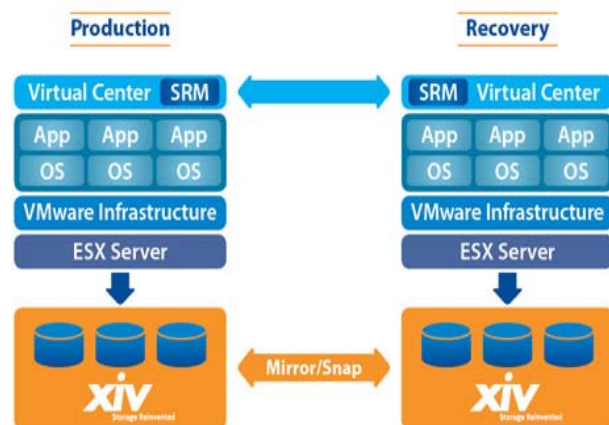 Production
Recovery
Virtual Center SRM
SRM Virtual Center
App App App
OS OS OS
App App App
OS OS OS
VMware Infrastructure
VMware Infrastructure
ESX Server
ESX Server
Mirror/Snap
XIV
Storage Reinvented
XIV
Storage Reinvented